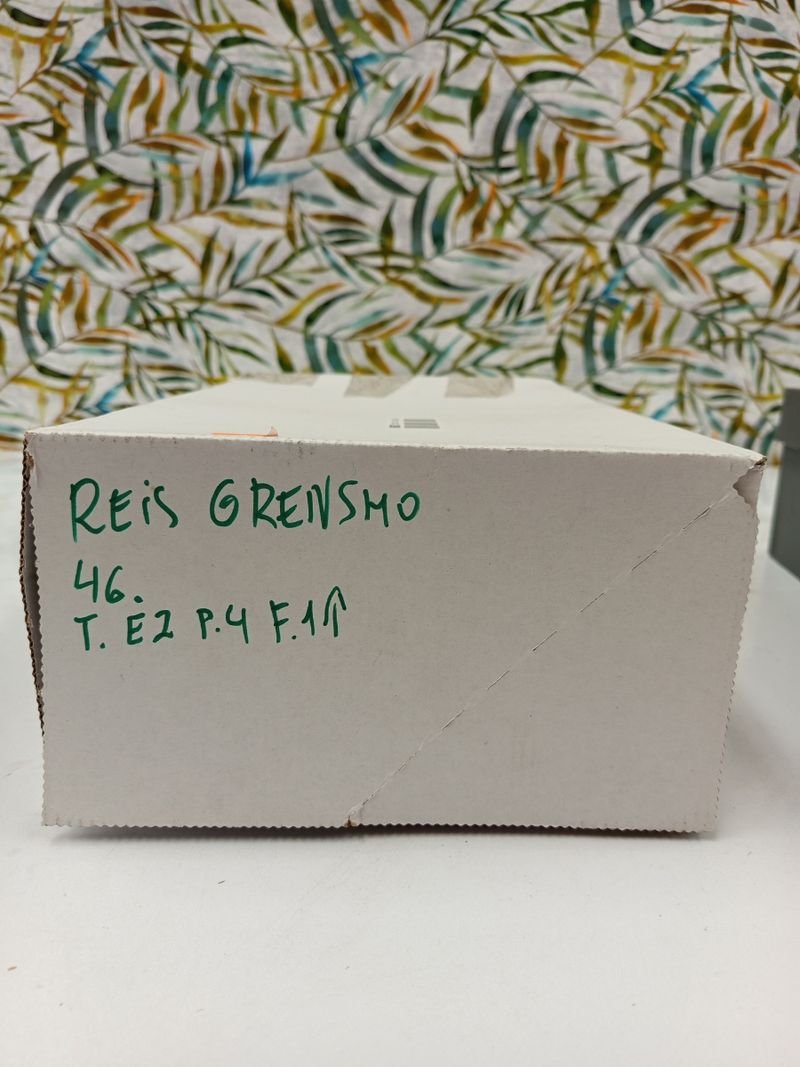 REiS GRENSMO
46.
T. E2 P.4 F.1⇑